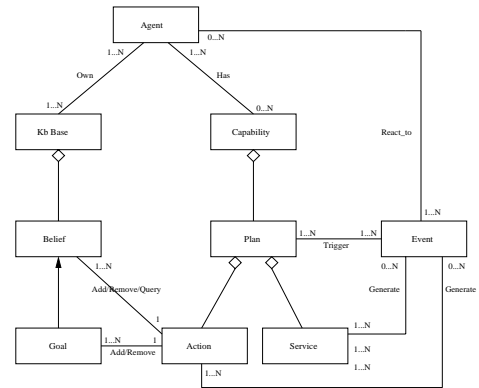 Agent
0...N
1...N
1...N
Own
Has
1...N
0...N
Kb Base
Capability
React_to
1...N
Belief
Plan
1...N
1...N
Event
Trigger
1...N
0...N
0...N
Add/Remove/Query
Generate
Generate
1
1...N
Goal
1...N
1
Action
Service
1...N
Add/Remove
1...N
1...N